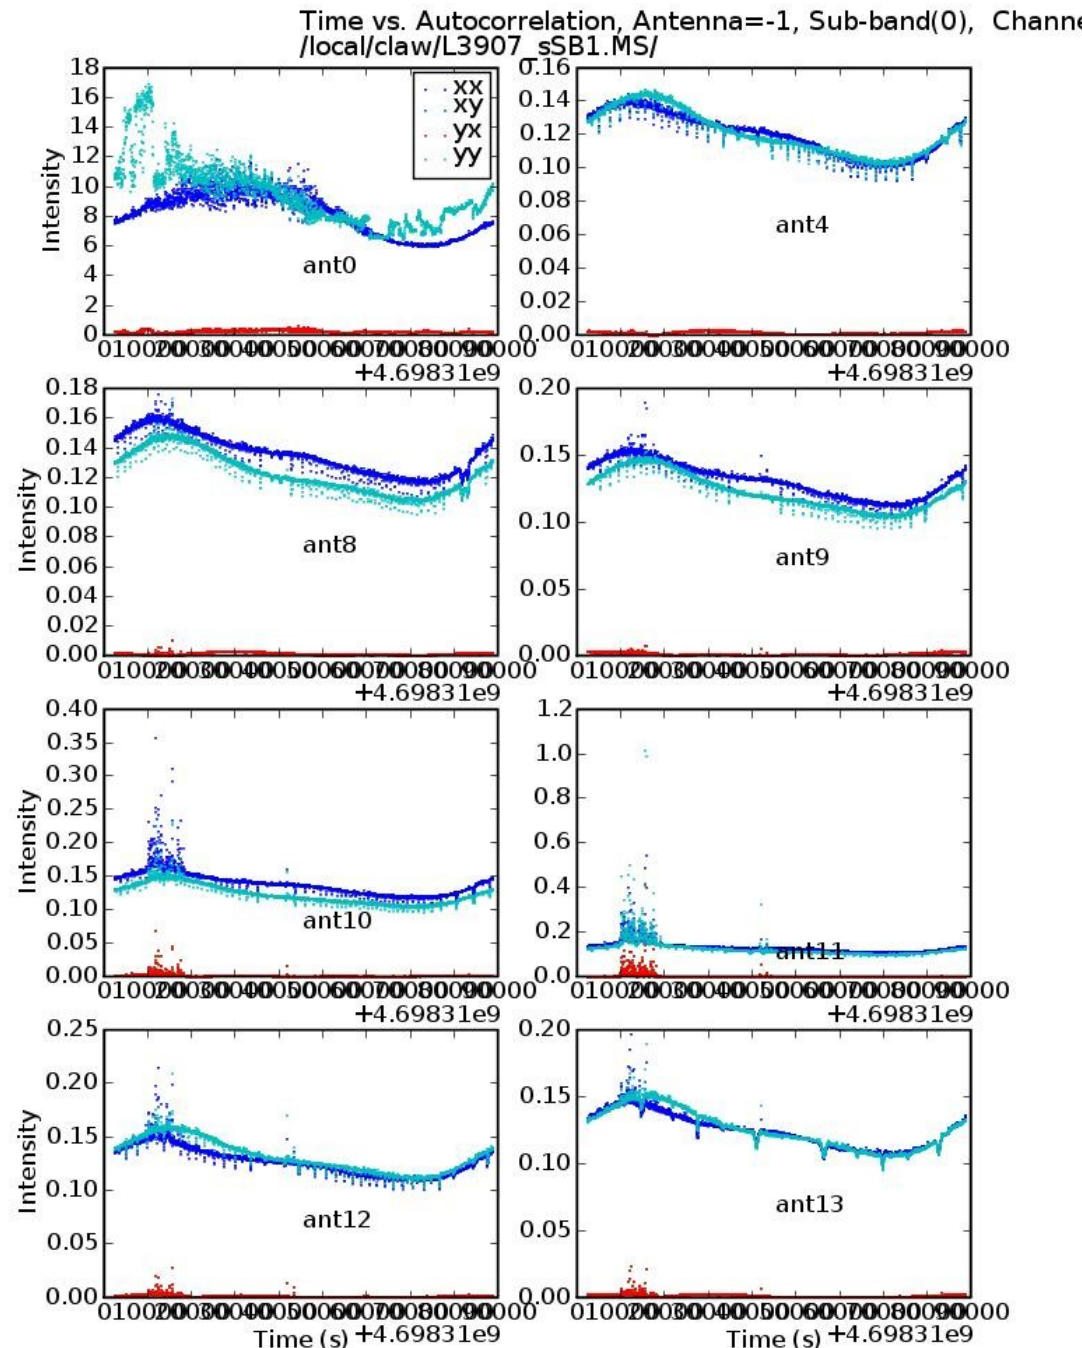 Time vs. Autocorrelation, Antenna=-1, Sub-band(0), Channe
/local/claw/L3907_sSB1.MS/
Intensity
18
16
14
12
10
8
6
4
2
0
xx
xy
yx
yy
ant0
+4.69831e9
0.16
0.14
0.12
0.10
0.08
0.06
0.04
0.02
0.00
ant4
+4.69831e9
Intensity
0.18
0.16
0.14
0.12
0.10
0.08
0.06
0.04
0.02
0.00
ant8
+4.69831e9
0.20
0.15
0.10
0.05
0.00
ant9
+4.69831e9
Intensity
0.40
0.35
0.30
0.25
0.20
0.15
0.10
0.05
0.00
ant10
+4.69831e9
1.2
1.0
0.8
0.6
0.4
0.2
0.0
ant11
+4.69831e9
Intensity
0.25
0.20
0.15
0.10
0.05
0.00
ant12
Time (s)
+4.69831e9
0.20
0.15
0.10
0.05
0.00
ant13
Time (s)
+4.69831e9